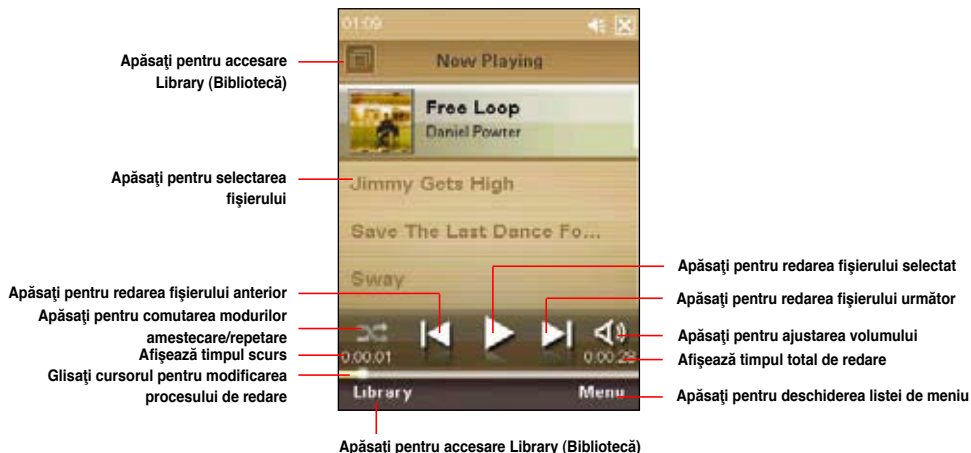 01:09
Now Playing
Free Loop
Daniel Powter
Jimmy Gets High
Save The Last Dance Fo...
Sway
0:00:01
0:00:28
Library
Menu
Apăsaţi pentru accesare
Library (Bibliotecă)
Apăsaţi pentru selectarea
fişierului
Apăsaţi pentru redarea fişierului anterior
Apăsaţi pentru comutarea modurilor
amestecare/repetare
Afişează timpul scurs
Glisaţi cursorul pentru modificarea
procesului de redare
Apăsaţi pentru redarea fişierului selectat
Apăsaţi pentru redarea fişierului următor
Apăsaţi pentru ajustarea volumului
Afişează timpul total de redare
Apăsaţi pentru deschiderea listei de meniu
Apăsaţi pentru accesare Library (Bibliotecă)